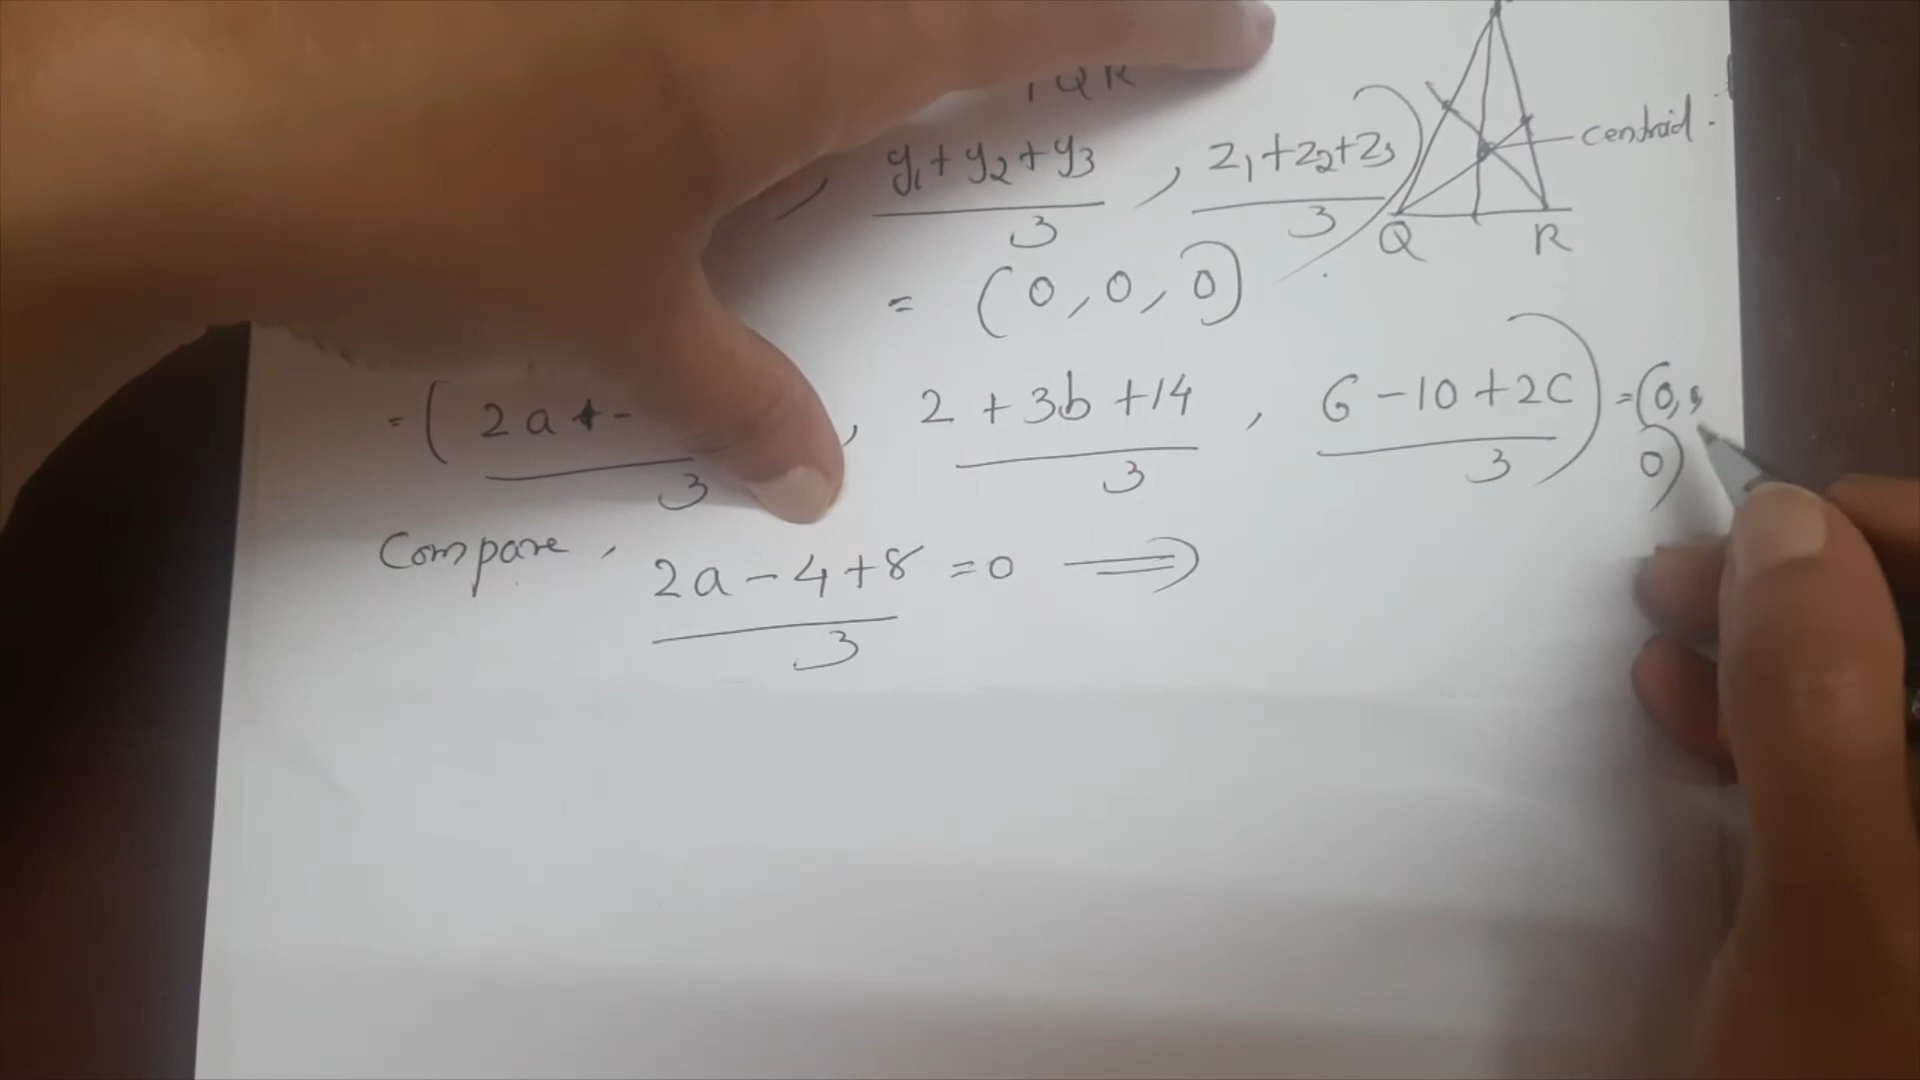 PQR
, y₁+y₂+y₃ / 3 , z₁+z₂+z₃ / 3 )
centroid :
Q R
= (0, 0, 0)
= ( 2a + - / 3 , 2 + 3b + 14 / 3 , 6 - 10 + 2c / 3 ) = (0, 0)
Compare , 2a - 4 + 8 / 3 = 0 ⟹